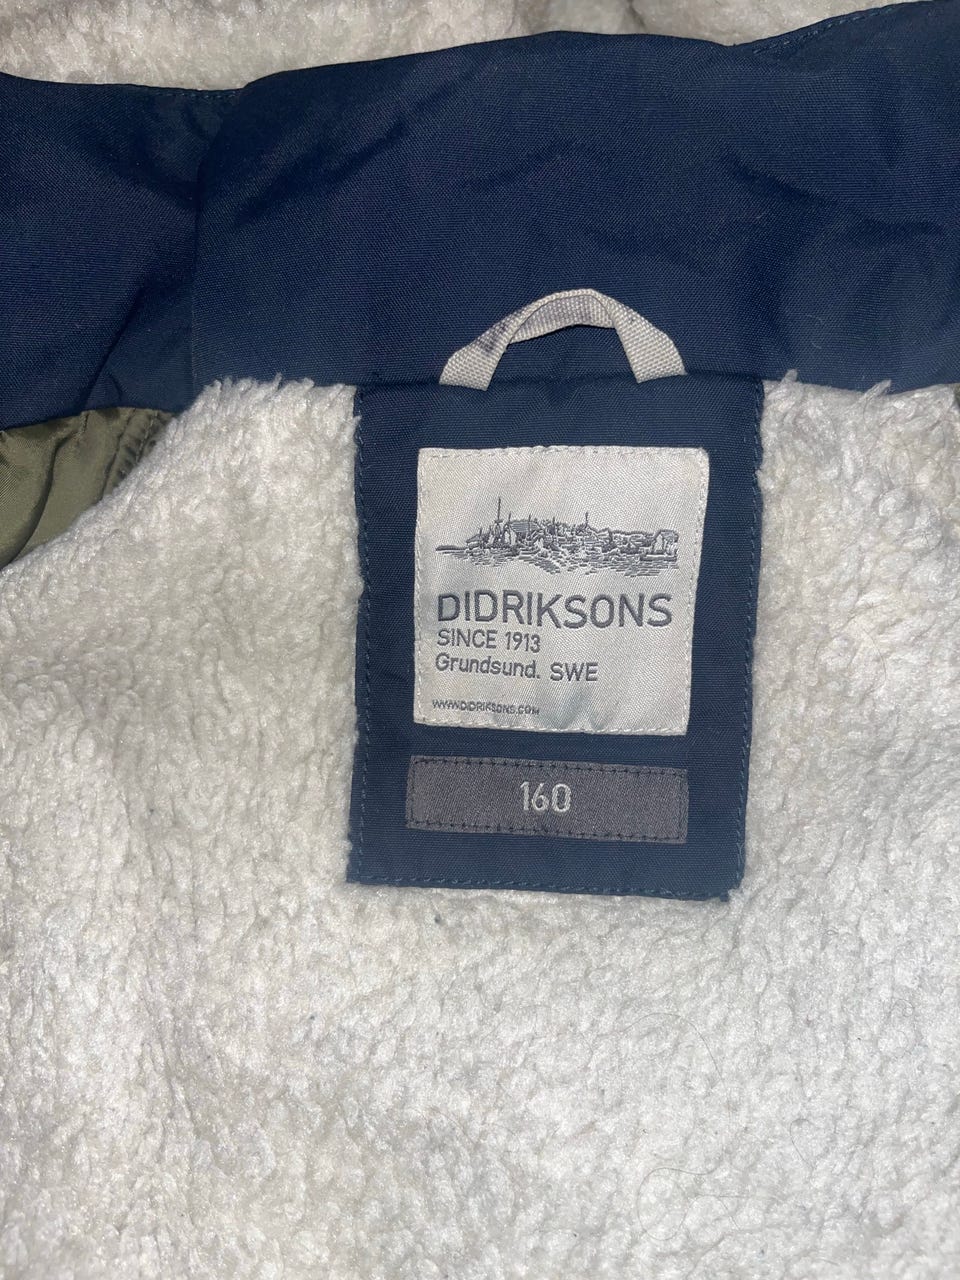 DIDRIKSONS
SINCE 1913
Grundsund. SWE
WWW.DIDRIKSONS.COM
160